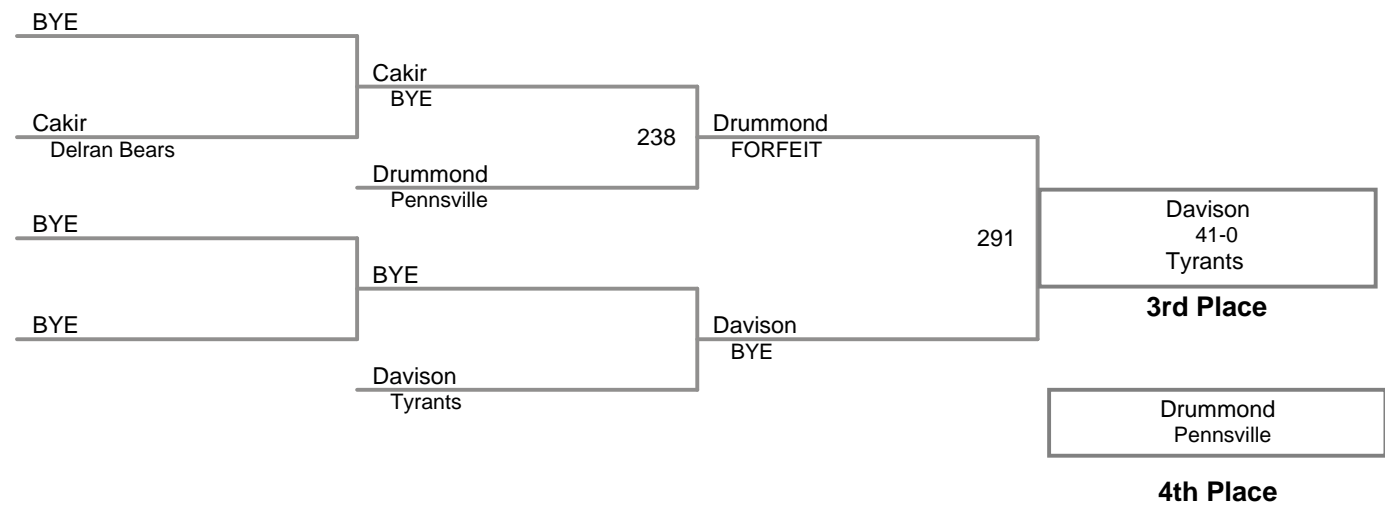 BYE
Cakir
BYE
Cakir
Delran Bears
238
Drummond
FORFEIT
Drummond
Pennsville
Davison
41-0
Tyrants
3rd Place
BYE
291
BYE
BYE
Davison
BYE
Davison
Tyrants
Drummond
Pennsville
4th Place